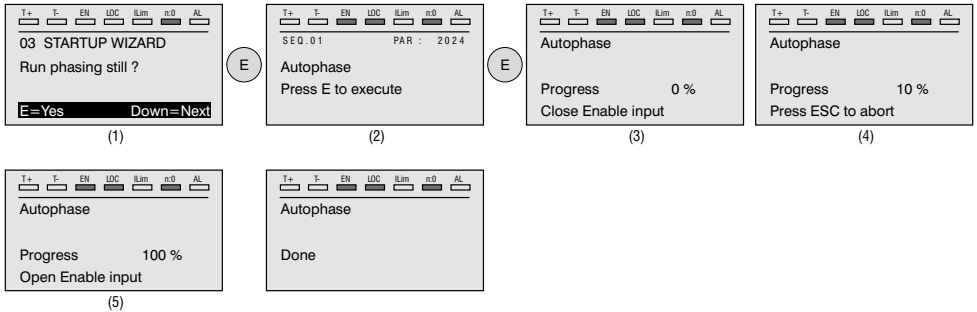 T+ T- EN LOC ILim n:0 AL
03 STARTUP WIZARD
Run phasing still ?
E=Yes Down=Next
(1)
E
T+ T- EN LOC ILim n:0 AL
SEQ.01 PAR : 2024
Autophase
Press E to execute
(2)
E
T+ T- EN LOC ILim n:0 AL
Autophase
Progress 0 %
Close Enable input
(3)
T+ T- EN LOC ILim n:0 AL
Autophase
Progress 10 %
Press ESC to abort
(4)
T+ T- EN LOC ILim n:0 AL
Autophase
Progress 100 %
Open Enable input
(5)
T+ T- EN LOC ILim n:0 AL
Autophase
Done